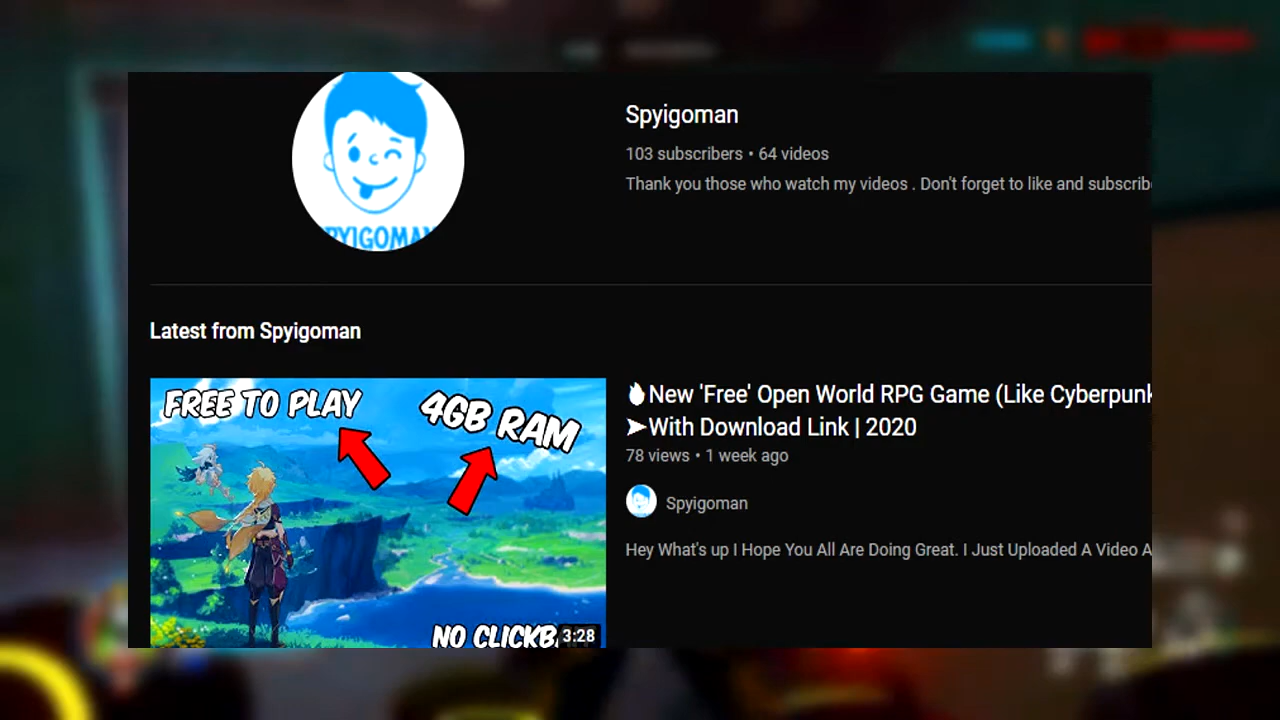 Spyigoman
103 subscribers • 64 videos
Thank you those who watch my videos . Don't forget to like and subscrib
PYIGOMAN
Latest from Spyigoman
FREE TO PLAY
4GB RAM
NO CLICKB
3:28
🔥New 'Free' Open World RPG Game (Like Cyberpunk
➤With Download Link | 2020
78 views • 1 week ago
Spyigoman
Hey What's up I Hope You All Are Doing Great. I Just Uploaded A Video A